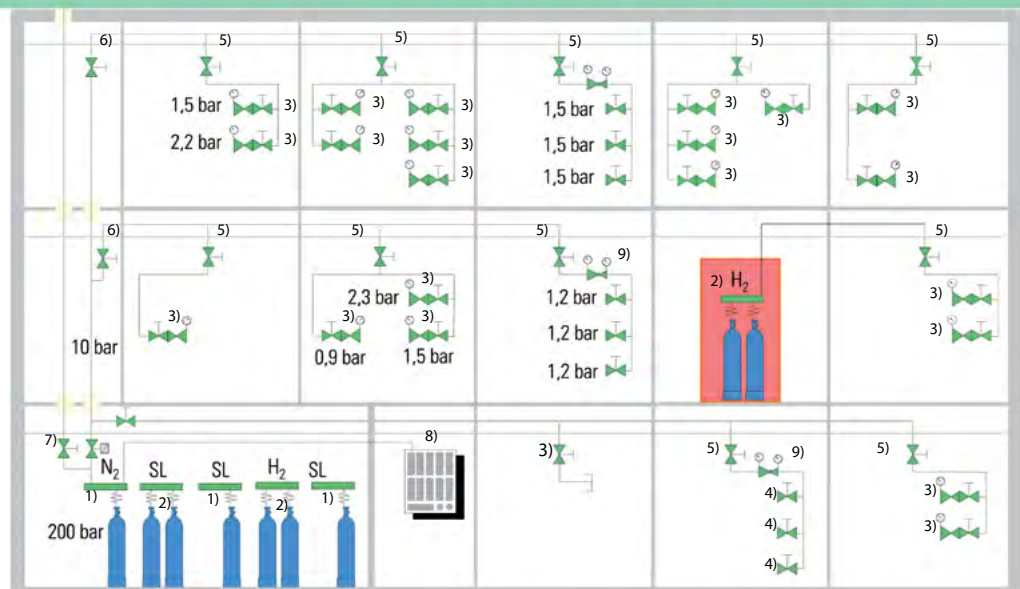 6)
5)
5)
5)
5)
5)
1,5 bar
3)
3)
3)
1,5 bar
3)
3)
3)
2,2 bar
3)
3)
3)
1,5 bar
3)
3)
1,5 bar
3)
3)
6)
5)
5)
5)
5)
9)
2) H2
2,3 bar
3)
1,2 bar
3)
3)
3)
3)
1,2 bar
3)
10 bar
0,9 bar
1,5 bar
1,2 bar
7)
8)
3)
5)
9)
5)
N2
SL
SL
H2
SL
1)
2)
1)
2)
1)
4)
3)
200 bar
4)
3)
4)